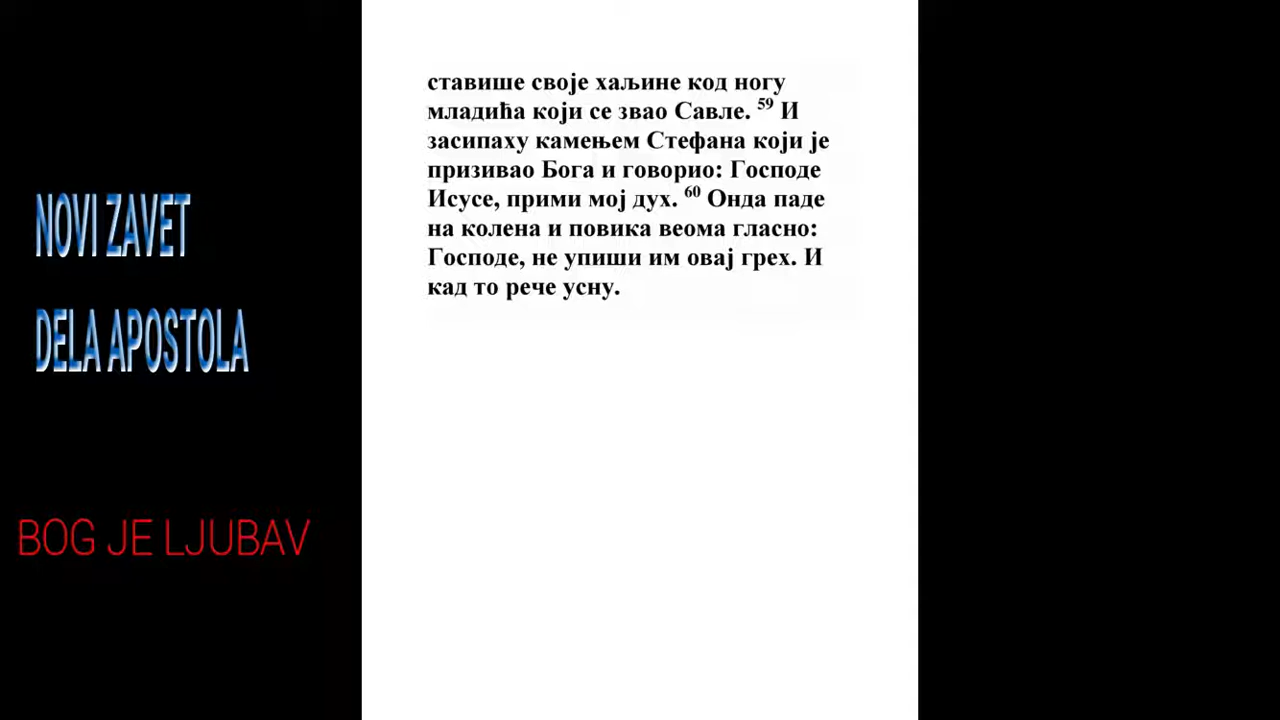 NOVI ZAVET
DELA APOSTOLA
BOG JE LJUBAV
ставише своје хаљине код ногу
младића који се звао Савле. 59 И
засипаху камењем Стефана који је
призивао Бога и говорио: Господе
Исусе, прими мој дух. 60 Онда паде
на колена и повика веома гласно:
Господе, не упиши им овај грех. И
кад то рече усну.